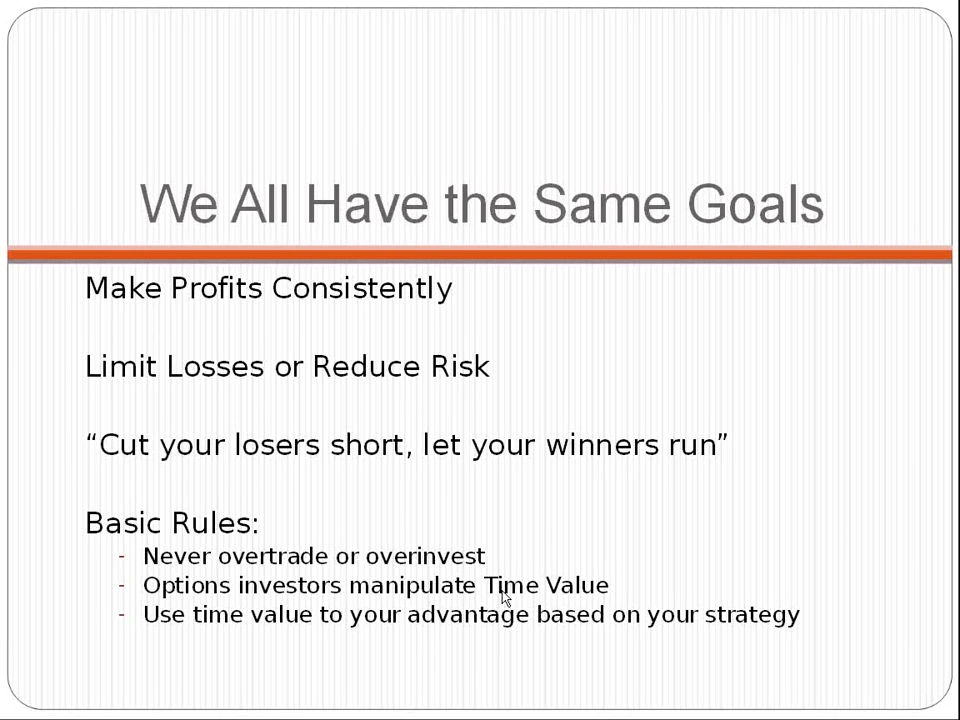 We All Have the Same Goals
Make Profits Consistently
Limit Losses or Reduce Risk
“Cut your losers short, let your winners run”
Basic Rules:
- Never overtrade or overinvest
- Options investors manipulate Time Value
- Use time value to your advantage based on your strategy